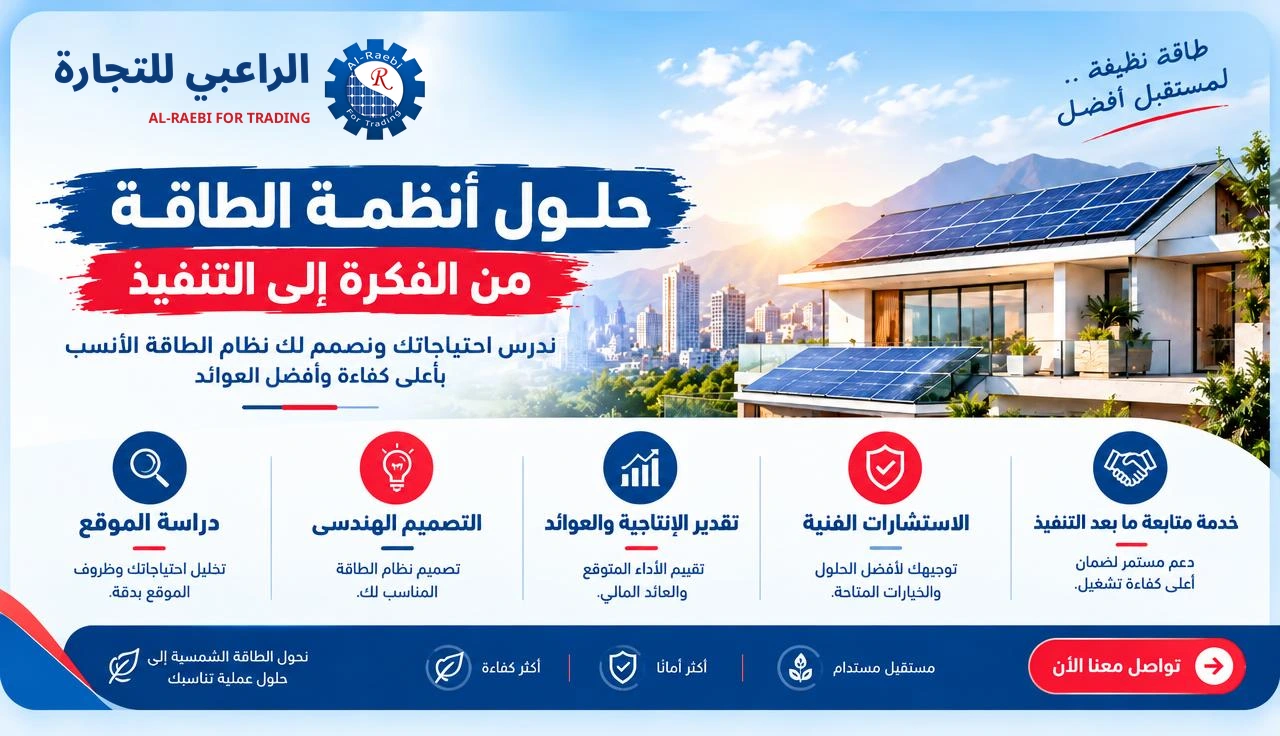 الراعبي للتجارة
AL-RAEBI FOR TRADING
Al-Raebi
R
For Trading
طاقة نظيفة ..
لمستقبل أفضل
حلـول أنظمـة الطاقـة
من الفكرة إلى التنفيذ
ندرس احتياجاتك ونصمم لك نظام الطاقة الأنسب
بأعلى كفاءة وأفضل العوائد
خدمة متابعة ما بعد التنفيذ
دعم مستمر لضمان
أعلى كفاءة تشغيل.
الاستشارات الفنية
توجيهك لأفضل الحلول
والخيارات المتاحة.
تقدير الإنتاجية والعوائد
تقييم الأداء المتوقع
والعائد المالي.
التصميم الهندسى
تصميم نظام الطاقة
المناسب لك.
دراسة الموقع
تخليل احتياجاتك وظروف
الموقع بدقة.
تواصل معنا الأن
مستقيل مستدام
أكثر أمانًا
أكثر كفاءة
نحول الطاقة الشمسية إلى
حلول عملية تناسبك